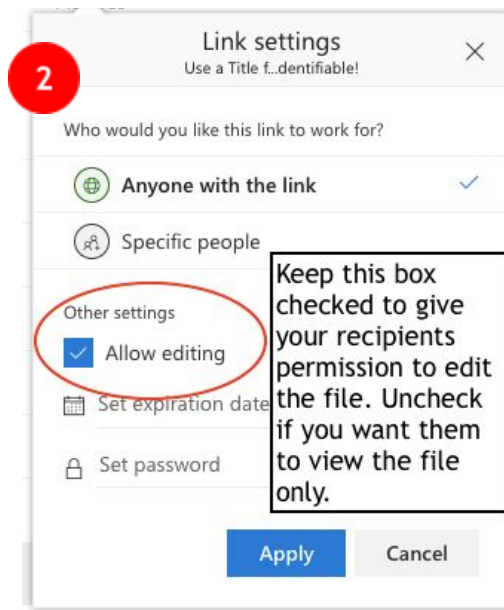 Link settings
Use a Title f...dentifiable!
2
Who would you like this link to work for?
Anyone with the link
Specific people
Other settings
Allow editing
Set expiration date
Set password
Keep this box
checked to give
your recipients
permission to edit
the file. Uncheck
if you want them
to view the file
only.
Apply
Cancel